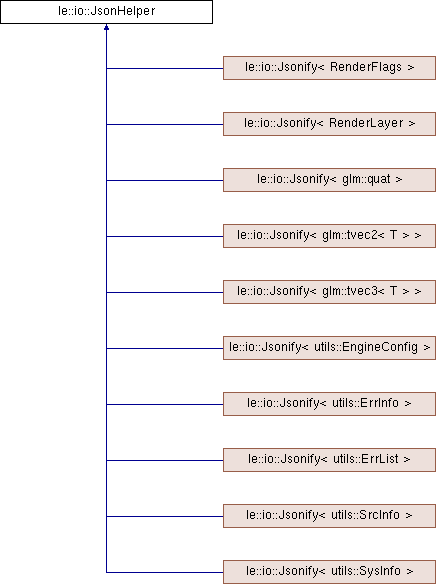 le::io::JsonHelper
le::io::Jsonify< RenderFlags >
le::io::Jsonify< RenderLayer >
le::io::Jsonify< glm::quat >
le::io::Jsonify< glm::tvec2< T > >
le::io::Jsonify< glm::tvec3< T > >
le::io::Jsonify< utils::EngineConfig >
le::io::Jsonify< utils::ErrInfo >
le::io::Jsonify< utils::ErrList >
le::io::Jsonify< utils::SrcInfo >
le::io::Jsonify< utils::SysInfo >